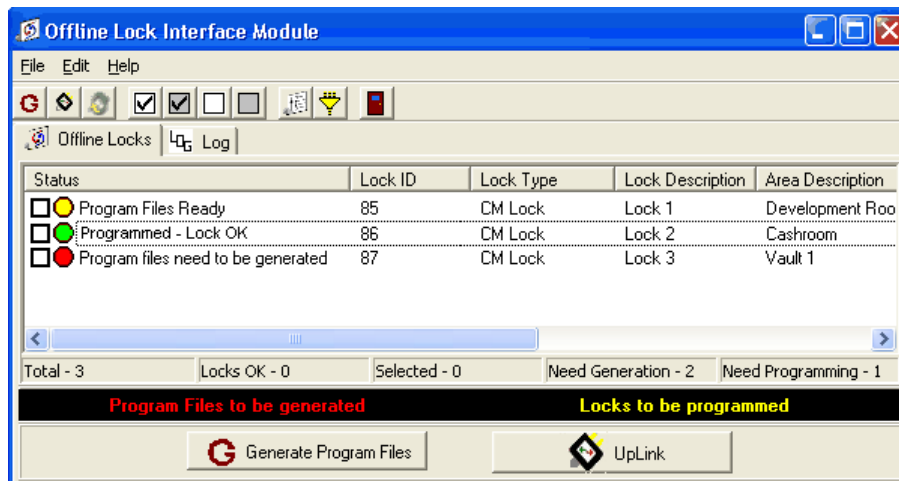 Offline Lock Interface Module
File Edit Help
Offline Locks LOG Log
Status Lock ID Lock Type Lock Description Area Description
Program Files Ready 85 CM Lock Lock 1 Development Roo
Programmed - Lock OK 86 CM Lock Lock 2 Cashroom
Program files need to be generated 87 CM Lock Lock 3 Vault 1
Total - 3 Locks OK - 0 Selected - 0 Need Generation - 2 Need Programming - 1
Program Files to be generated Locks to be programmed
G Generate Program Files UpLink